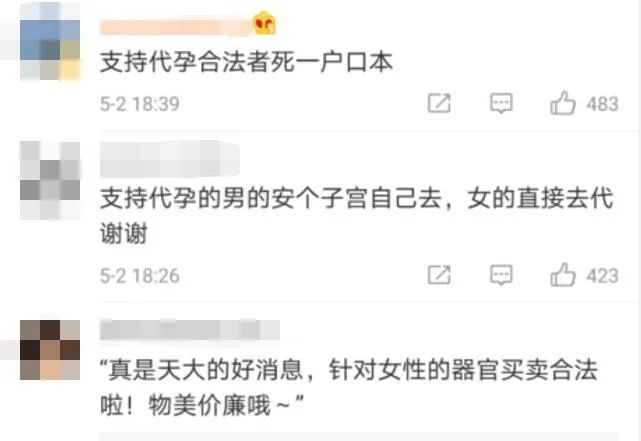 支持代孕合法者死一户口本
5-2 18:39
483
支持代孕的男的安个子宫自己去，女的直接去代
谢谢
5-2 18:26
423
“真是天大的好消息，针对女性的器官买卖合法
啦！物美价廉哦～”